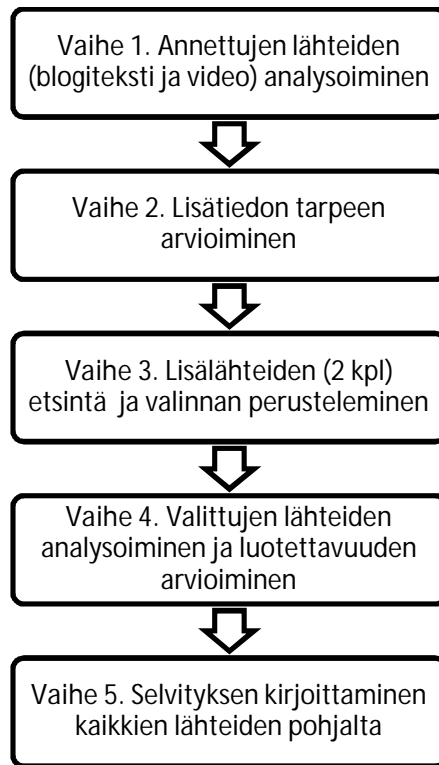 Vaihe 1. Annettujen lähteiden
(blogiteksti ja video) analysoiminen
Vaihe 2. Lisätiedon tarpeen
arvioiminen
Vaihe 3. Lisälähteiden (2 kpl)
etsintä ja valinnan perusteleminen
Vaihe 4. Valittujen lähteiden
analysoiminen ja luotettavuuden
arvioiminen
Vaihe 5. Selvityksen kirjoittaminen
kaikkien lähteiden pohjalta